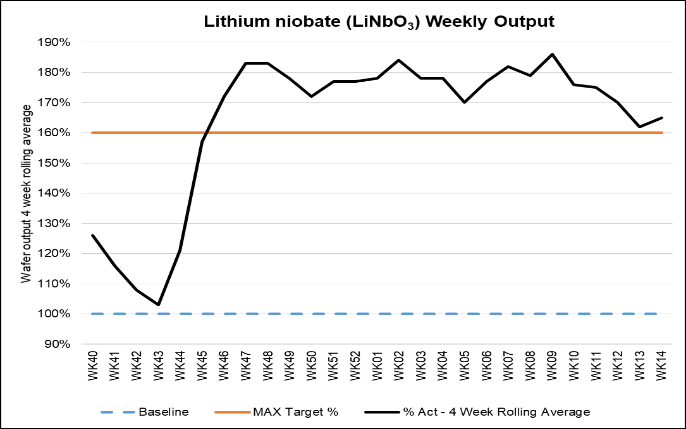 Lithium niobate (LiNbO₃) Weekly Output
190%
180%
170%
160%
150%
140%
130%
120%
110%
100%
90%
Wafer output 4 week rolling average
WK40
WK41
WK42
WK43
WK44
WK45
WK46
WK47
WK48
WK49
WK50
WK51
WK52
WK01
WK02
WK03
WK04
WK05
WK06
WK07
WK08
WK09
WK10
WK11
WK12
WK13
WK14
Baseline MAX Target % % Act - 4 Week Rolling Average